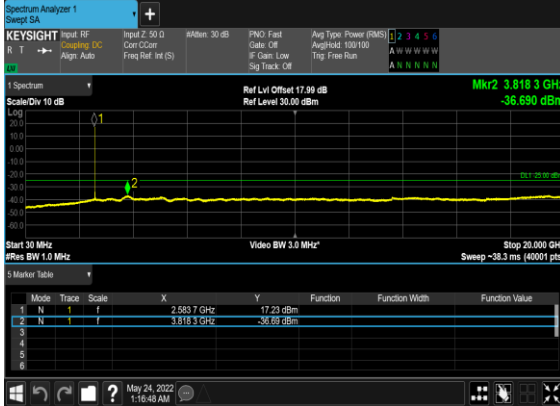 Spectrum Analyzer 1
Swept SA
+
KEYSIGHT Input: RF Input Z: 50 Ω #Atten: 30 dB PNO: Fast Avg Type: Power (RMS) 1 2 3 4 5 6
R T Coupling: DC Corr CCorr Gate: Off Avg|Hold: 100/100 A W W W W W
Align: Auto Freq Ref: Int (S) IF Gain: Low Trig: Free Run
LU Sig Track: Off A N N N N N
1 Spectrum Ref Lvl Offset 17.99 dB Mkr2 3.818 3 GHz
Scale/Div 10 dB Ref Level 30.00 dBm -36.690 dBm
Log
20.0
10.0
0.00
-10.0
-20.0
-30.0
-40.0
-50.0
-60.0
1
2
DL1 -25.00 dBm
Start 30 MHz Video BW 3.0 MHz* Stop 20.000 GH
#Res BW 1.0 MHz Sweep ~38.3 ms (40001 pts
5 Marker Table
Mode Trace Scale X Y Function Function Width Function Value
1 N 1 f 2.583 7 GHz 17.23 dBm
2 N 1 f 3.818 3 GHz -36.69 dBm
3
4
5
6
? May 24, 2022
1:16:48 AM